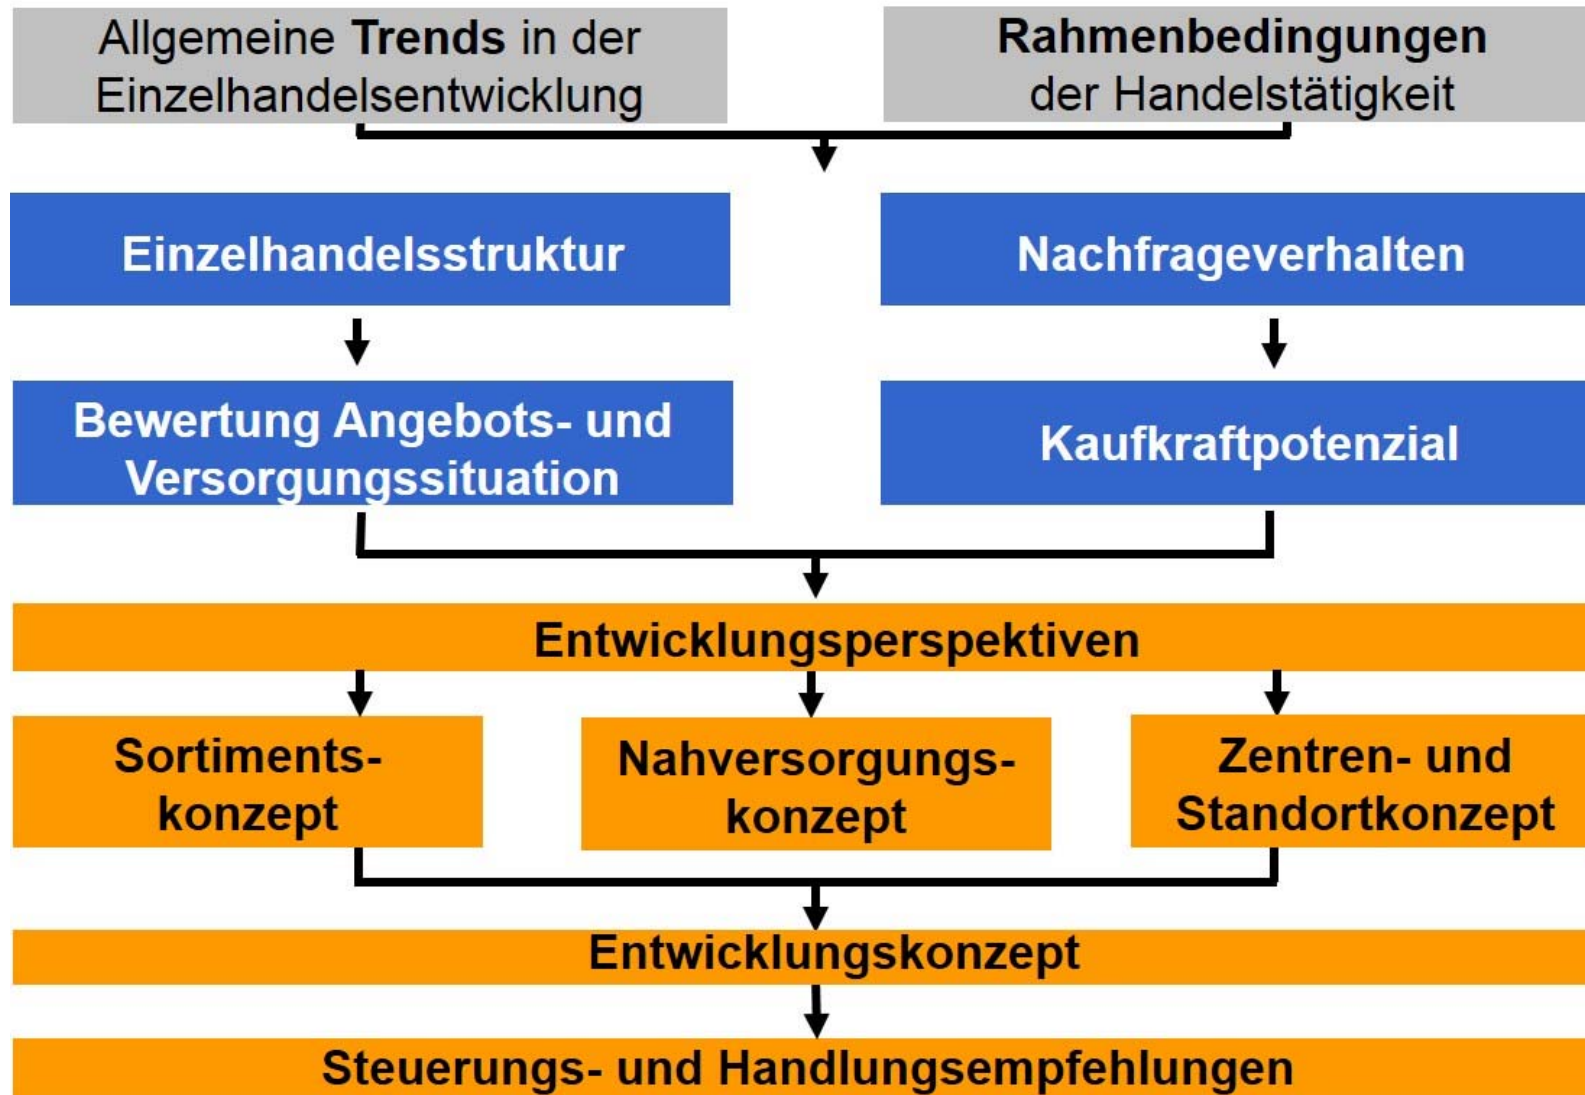 Allgemeine Trends in der
Einzelhandelsentwicklung
Rahmenbedingungen
der Handelstätigkeit
Einzelhandelsstruktur
Nachfrageverhalten
Bewertung Angebots- und
Versorgungssituation
Kaufkraftpotenzial
Entwicklungsperspektiven
Sortiments-
konzept
Nahversorgungs-
konzept
Zentren- und
Standortkonzept
Entwicklungskonzept
Steuerungs- und Handlungsempfehlungen